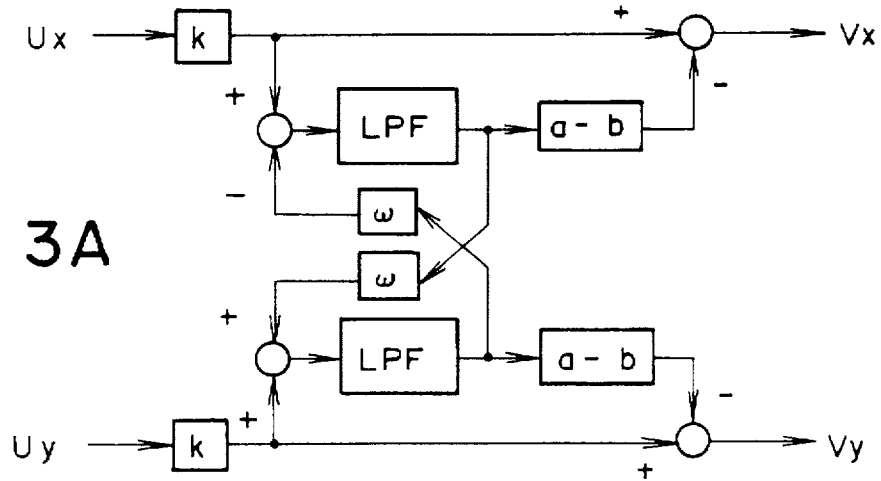 Ux k + Vx
+ LPF a - b -
- ω
3A
ω
+ LPF a - b -
Uy k + + Vy